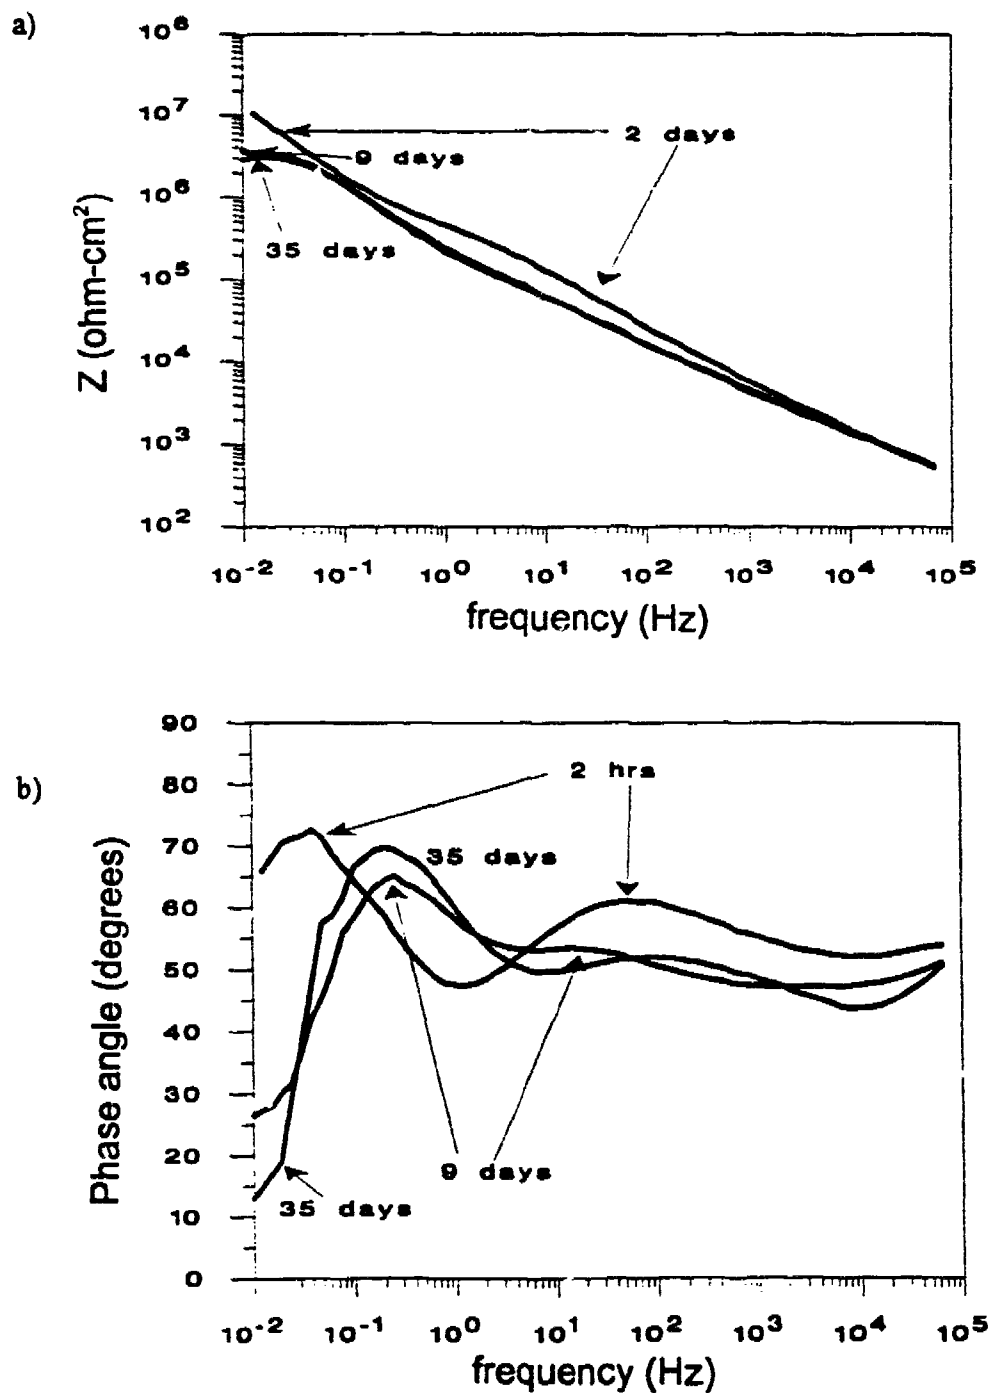 a)
10⁸
10⁷
10⁶
10⁵
10⁴
10³
10²
Z (ohm-cm²)
2 days
9 days
35 days
10⁻² 10⁻¹ 10⁰ 10¹ 10² 10³ 10⁴ 10⁵
frequency (Hz)
b)
90
80
70
60
50
40
30
20
10
0
Phase angle (degrees)
2 hrs
35 days
9 days
35 days
10⁻² 10⁻¹ 10⁰ 10¹ 10² 10³ 10⁴ 10⁵
frequency (Hz)